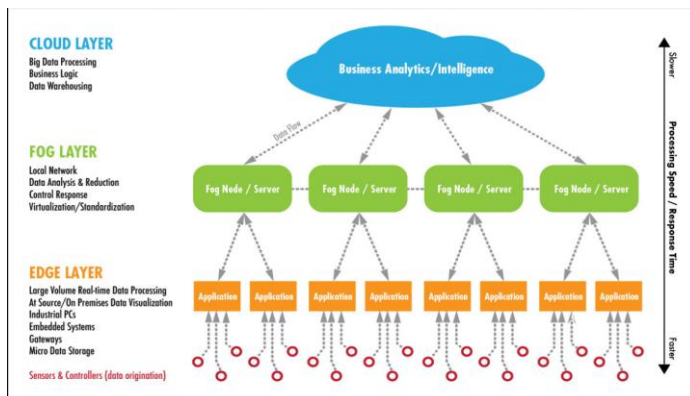 CLOUD LAYER
Big Data Processing
Business Logic
Data Warehousing
Business Analytics/Intelligence
Slower
Data Flow
FOG LAYER
Local Network
Data Analysis & Reduction
Control Response
Virtualization/Standardization
Fog Node / Server
Fog Node / Server
Fog Node / Server
Fog Node / Server
Processing Speed / Response Time
EDGE LAYER
Large Volume Real-time Data Processing
At Source/On Premises Data Visualization
Industrial PCs
Embedded Systems
Gateways
Micro Data Storage
Application
Application
Application
Application
Application
Application
Application
Application
Sensors & Controllers (data origination)
Faster